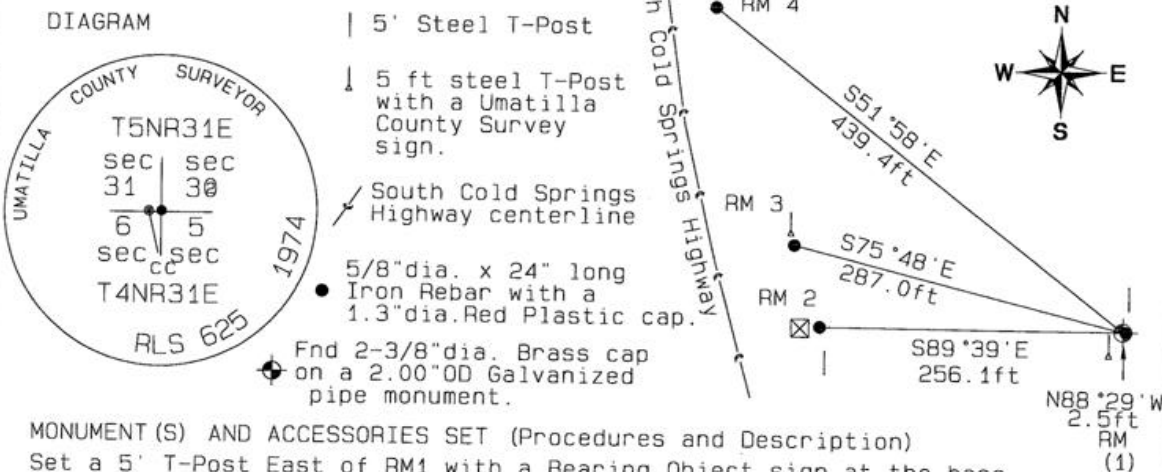 DIAGRAM
UMATILLA COUNTY SURVEYOR
T5NR31E
sec sec
31
6 5
sec sec
cc
T4NR31E
1974
RLS 625
5' Steel T-Post
5 ft steel T-Post
with a Umatilla
County Survey
sign.
South Cold Springs
Highway centerline
5/8"dia. x 24" long
Iron Rebar with a
1.3"dia.Red Plastic cap.
Fnd 2-3/8"dia. Brass cap
on a 2.00"OD Galvanized
pipe monument.
Cold Springs Highway
RM 4
S51°58'E
439.4ft
RM 3
S75°48'E
287.0ft
RM 2
S89°39'E
256.1ft
N
W E
S
N88°29'W
2.5ft
RM
(1)
MONUMENT(S) AND ACCESSORIES SET (Procedures and Description)
Set a 5' T-Post East of RM1 with a Bearing Object sign at the base